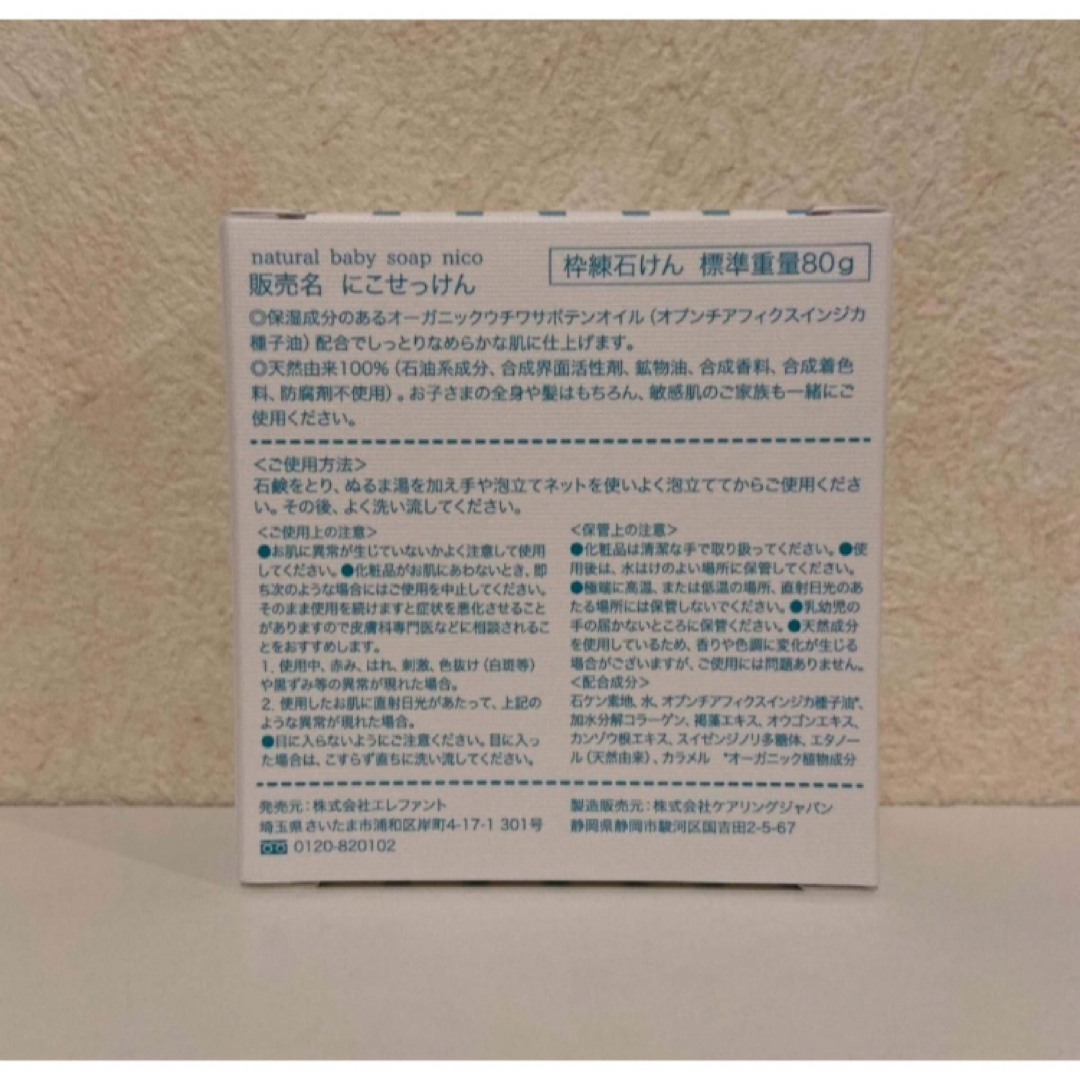 natural baby soap nico
販売名 にこせっけん
枠練石けん 標準重量80g
◎保湿成分のあるオーガニックウチワサボテンオイル(オプンチアフィクスインジカ
種子油)配合でしっとりなめらかな肌に仕上げます。
◎天然由来100%(石油系成分、合成界面活性剤、鉱物油、合成香料、合成着色
料、防腐剤不使用)。お子さまの全身や髪はもちろん、敏感肌のご家族も一緒にご
使用ください。
<ご使用方法>
石鹸をとり、ぬるま湯を加え手や泡立てネットを使いよく泡立ててからご使用くださ
い。その後、よく洗い流してください。
<ご使用上の注意>
●お肌に異常が生じていないかよく注意して使用
してください。●化粧品がお肌にあわないとき、即
ち次のような場合にはご使用を中止してください。
そのまま使用を続けますと症状を悪化させること
がありますので皮膚科専門医などに相談されるこ
とをおすすめします。
1. 使用中、赤み、はれ、刺激、色抜け(白斑等)
や黒ずみ等の異常が現れた場合。
2. 使用したお肌に直射日光があたって、上記の
ような異常が現れた場合。
●目に入らないようにご注意ください。目に入っ
た場合は、こすらず直ちに洗い流してください。
<保管上の注意>
●化粧品は清潔な手で取り扱ってください。●使
用後は、水はけのよい場所に保管してください。
●極端に高温、または低温の場所、直射日光のあ
たる場所には保管しないでください。●乳幼児の
手の届かないところに保管ください。●天然成分
を使用しているため、香りや色調に変化が生じる
場合がございますが、ご使用には問題ありません。
<配合成分>
石ケン素地、水、オプンチアフィクスインジカ種子油*、
加水分解コラーゲン、褐藻エキス、オウゴンエキス、
カンゾウ根エキス、スイゼンジノリ多糖体、エタノー
ル(天然由来)、カラメル *オーガニック植物成分
発売元:株式会社エレファント
埼玉県さいたま市浦和区岸町4-17-1 301号
0120-820102
製造販売元:株式会社ケアリングジャパン
静岡県静岡市駿河区国吉田2-5-67